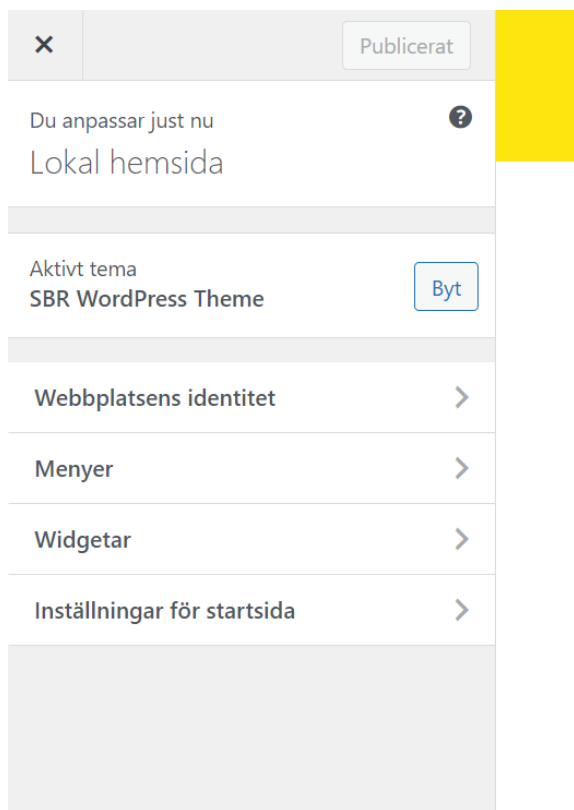 Publicerat
Du anpassar just nu
Lokal hemsida
Aktivt tema
SBR WordPress Theme
Byt
Webbplatsens identitet
Menyer
Widgetar
Inställningar för startsida